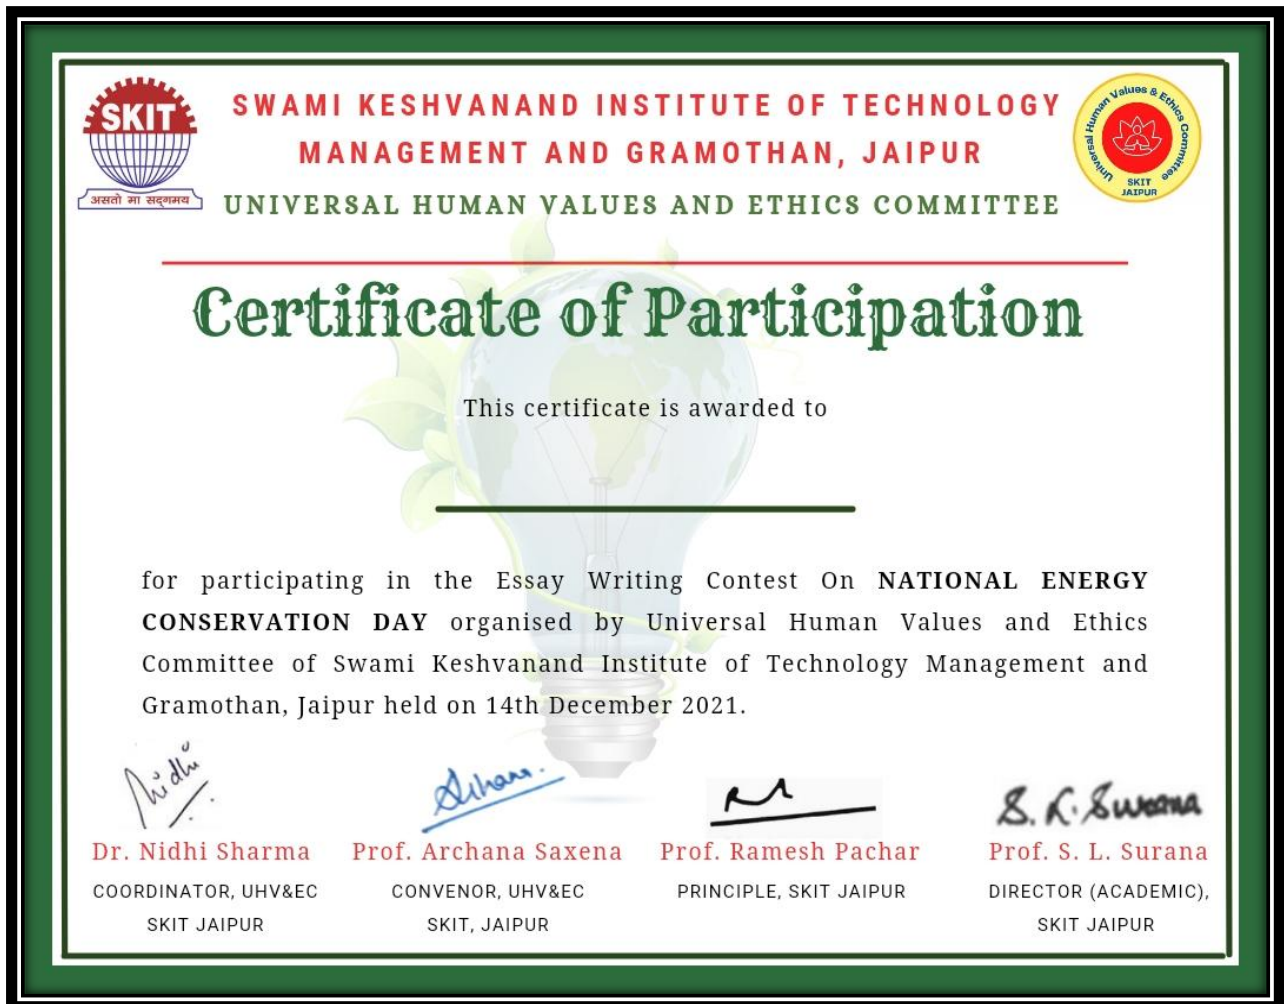 SKIT
असतो मा सद्गमय
SWAMI KESHVANAND INSTITUTE OF TECHNOLOGY
MANAGEMENT AND GRAMOTHAN, JAIPUR
UNIVERSAL HUMAN VALUES AND ETHICS COMMITTEE
Universal Human Values & Ethics Committee
SKIT
JAIPUR
Certificate of Participation
This certificate is awarded to
for participating in the Essay Writing Contest On NATIONAL ENERGY
CONSERVATION DAY organised by Universal Human Values and Ethics
Committee of Swami Keshvanand Institute of Technology Management and
Gramothan, Jaipur held on 14th December 2021.
Nidhi
S. L. Surana
Dr. Nidhi Sharma
COORDINATOR, UHV&EC
SKIT JAIPUR
Prof. Archana Saxena
CONVENOR, UHV&EC
SKIT, JAIPUR
Prof. Ramesh Pachar
PRINCIPLE, SKIT JAIPUR
Prof. S. L. Surana
DIRECTOR (ACADEMIC),
SKIT JAIPUR